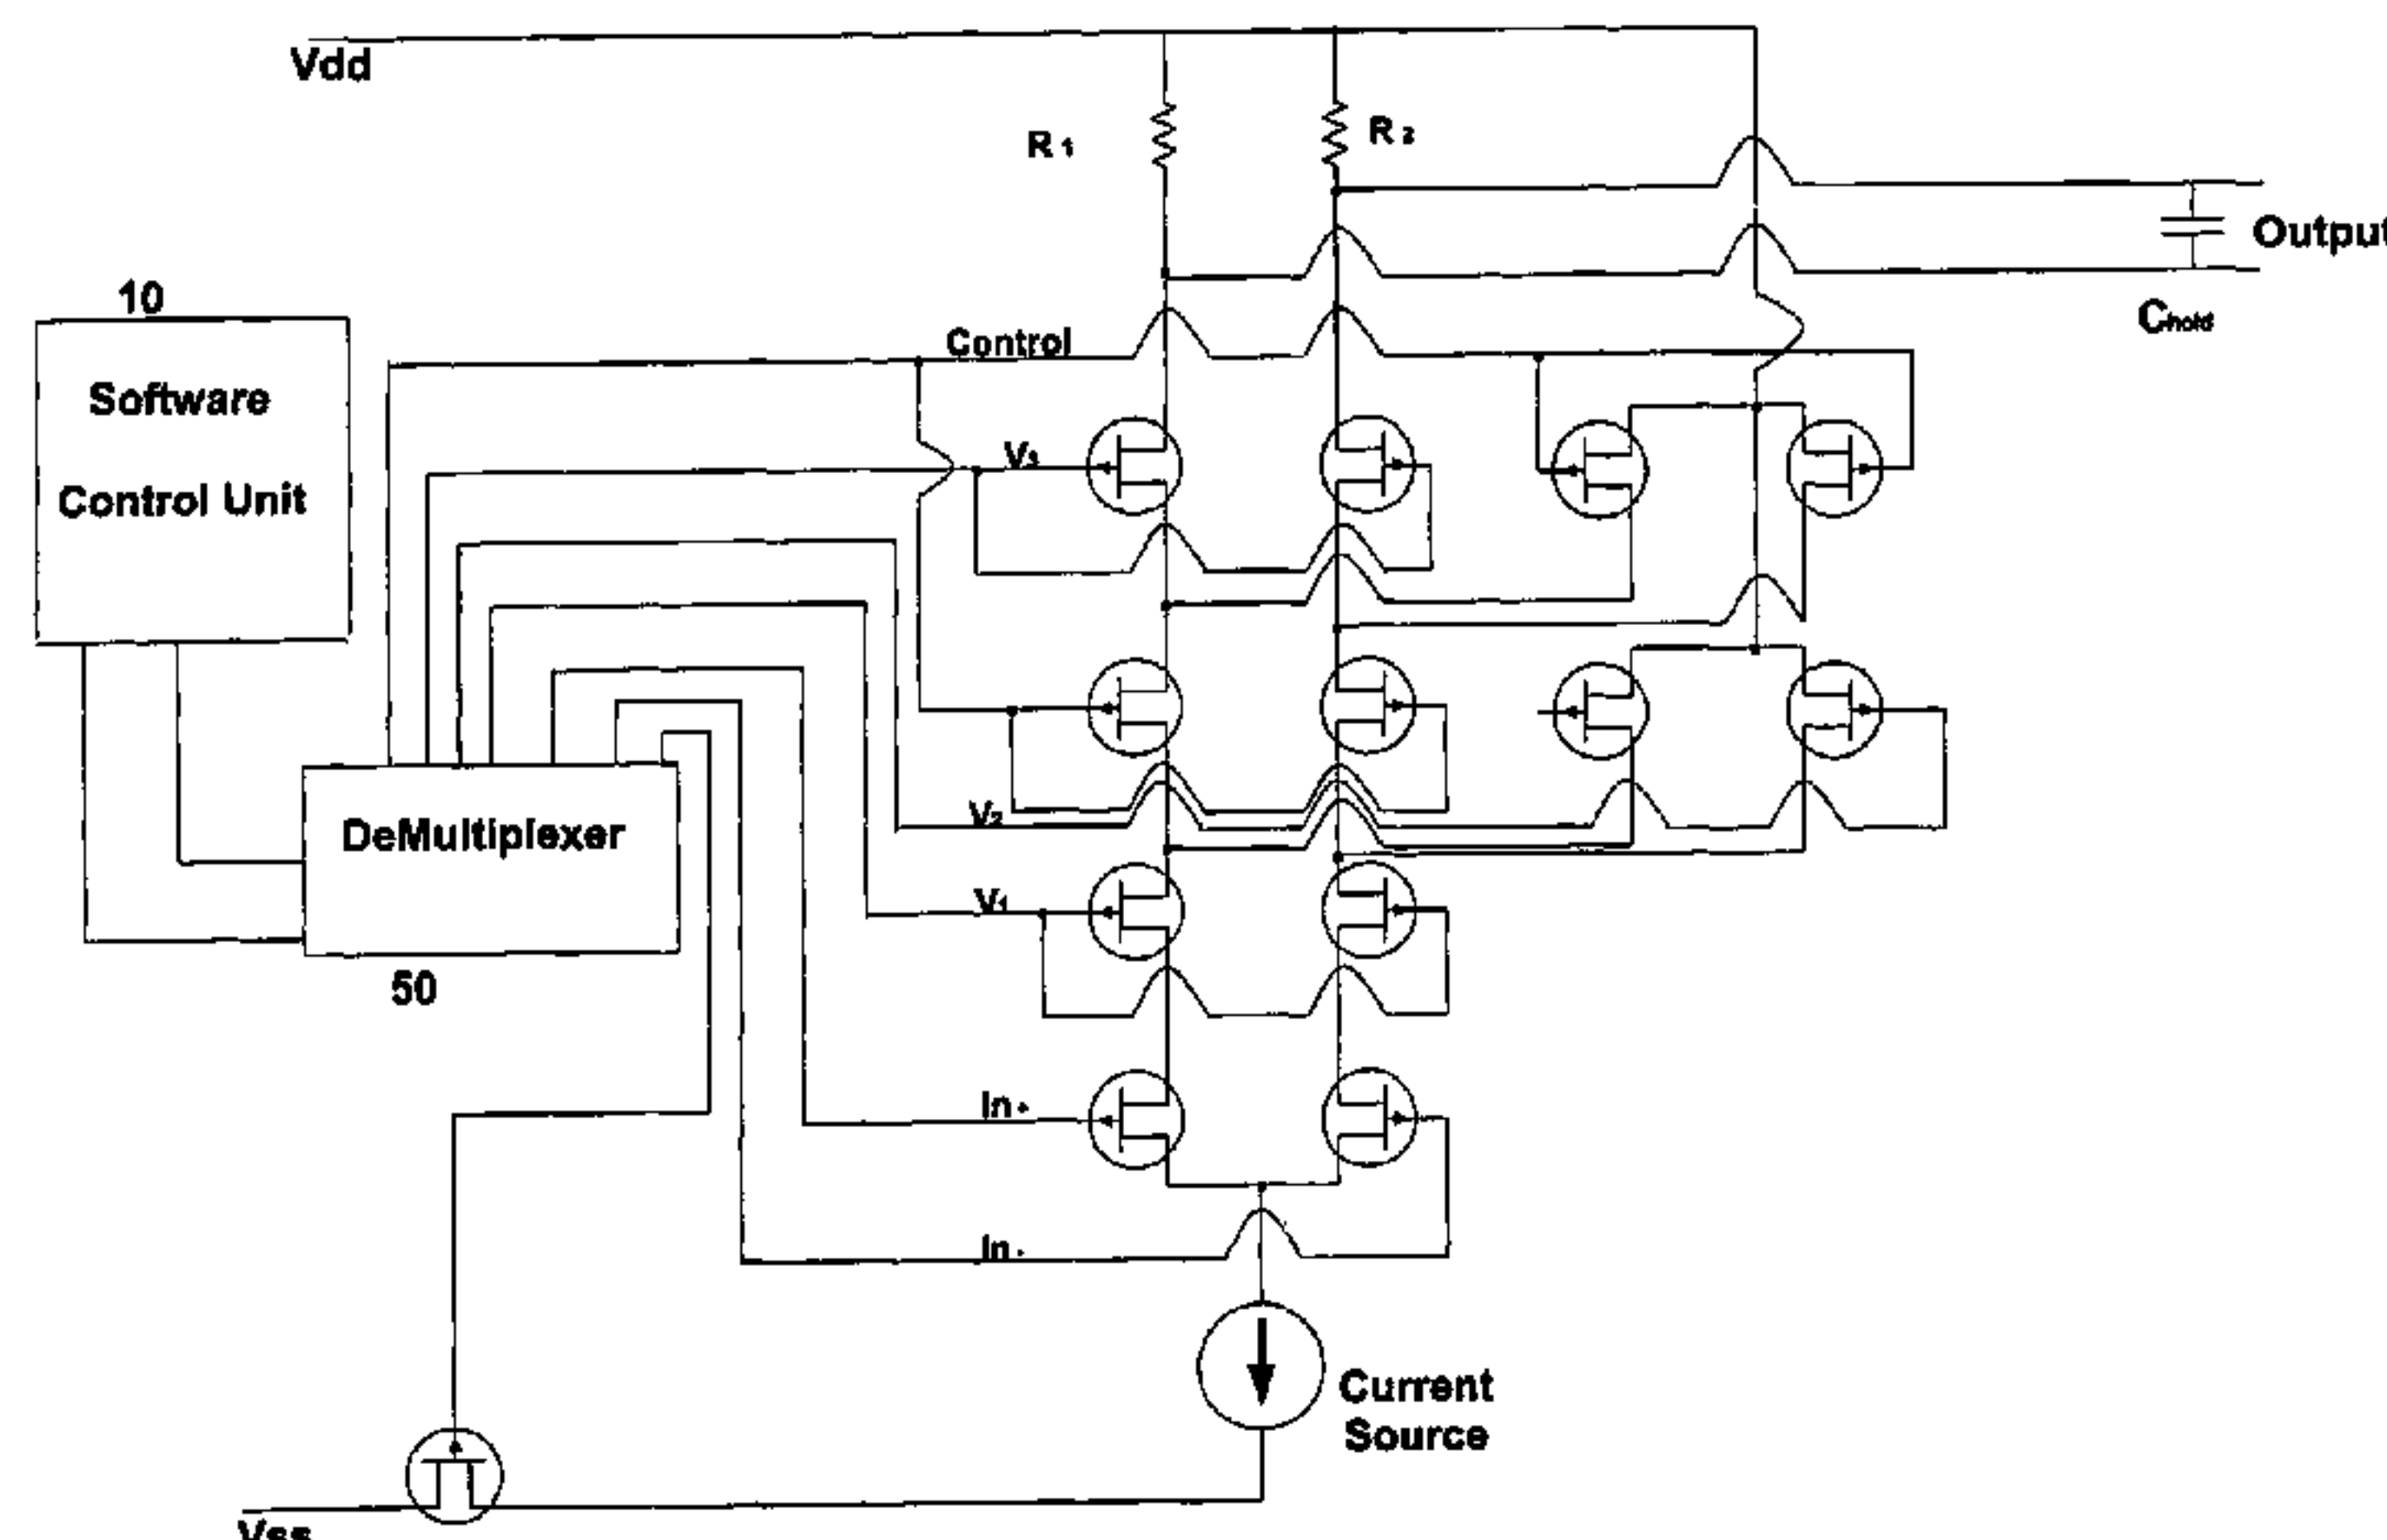 Vdd
R1
R2
Output
Chold
10
Software
Control Unit
Control
V3
V2
DeMultiplexer
V1
50
In+
In-
Current
Source
Vss